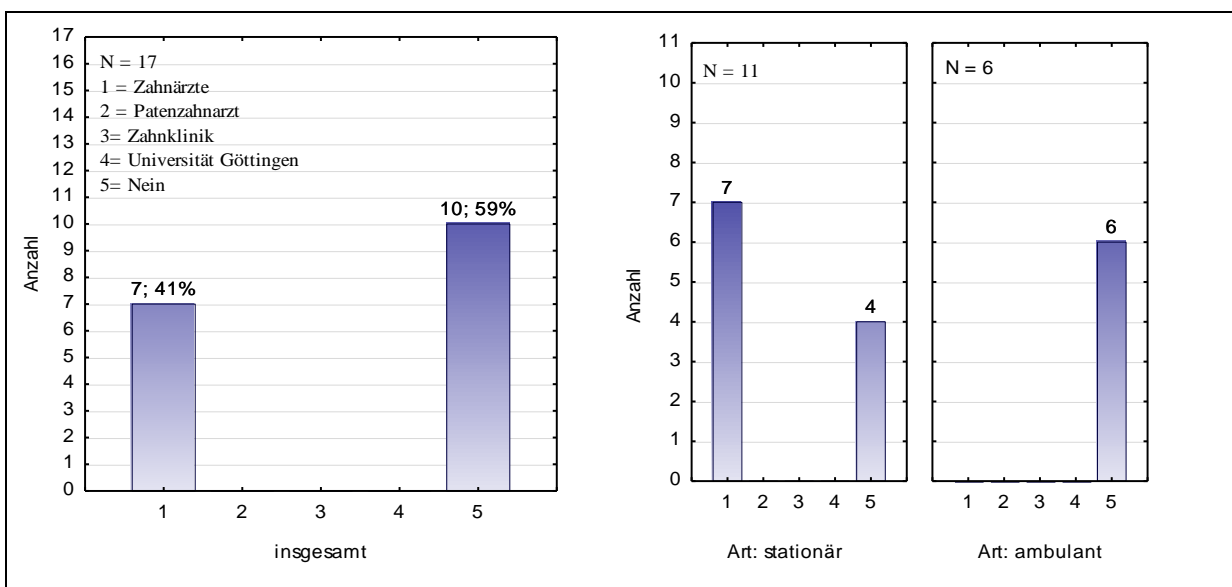 17
16
15
14
13
12
11
10
9
8
7
6
5
4
3
2
1
0
Anzahl
N = 17
1 = Zahnärzte
2 = Patenzahnarzt
3= Zahnklinik
4= Universität Göttingen
5= Nein
7; 41%
10; 59%
1 2 3 4 5
insgesamt
11
10
9
8
7
6
5
4
3
2
1
0
Anzahl
N = 11
7
4
1 2 3 4 5
Art: stationär
N = 6
6
1 2 3 4 5
Art: ambulant